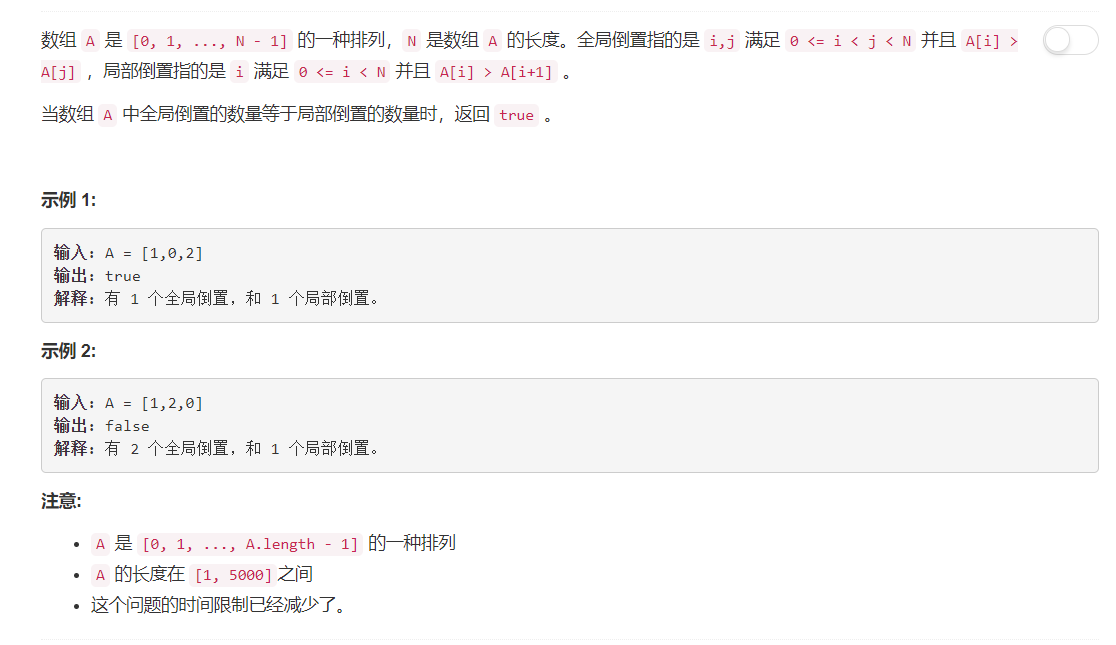 数组 A 是 [0, 1, ..., N - 1] 的一种排列，N 是数组 A 的长度。全局倒置指的是 i,j 满足 0 <= i < j < N 并且 A[i] >
A[j] ，局部倒置指的是 i 满足 0 <= i < N 并且 A[i] > A[i+1] 。
当数组 A 中全局倒置的数量等于局部倒置的数量时，返回 true 。
示例 1:
输入：A = [1,0,2]
输出：true
解释：有 1 个全局倒置，和 1 个局部倒置。
示例 2:
输入：A = [1,2,0]
输出：false
解释：有 2 个全局倒置，和 1 个局部倒置。
注意:
• A 是 [0, 1, ..., A.length - 1] 的一种排列
• A 的长度在 [1, 5000] 之间
• 这个问题的时间限制已经减少了。